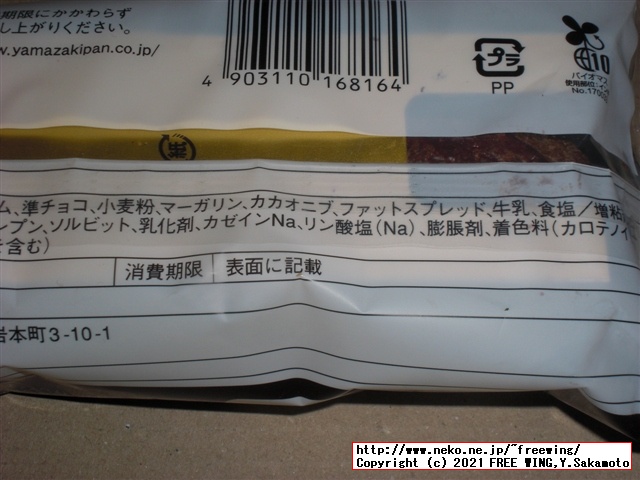 期限にかかわらず
し上がりください。
w.yamazakipan.co.jp/
4 903110 168164
プラ
PP
10
バイオマス
No.1700
ム、準チョコ、小麦粉、マーガリン、カカオニブ、ファットスプレッド、牛乳、食塩／増粘
ンプン、ソルビット、乳化剤、カゼインNa、リン酸塩(Na)、膨脹剤、着色料(カロテノイ
含む)
消費期限 表面に記載
岩本町3-10-1
http://www.neko.ne.jp/~freewing/
Copyright (c) 2021 FREE WING,Y.Sakamoto